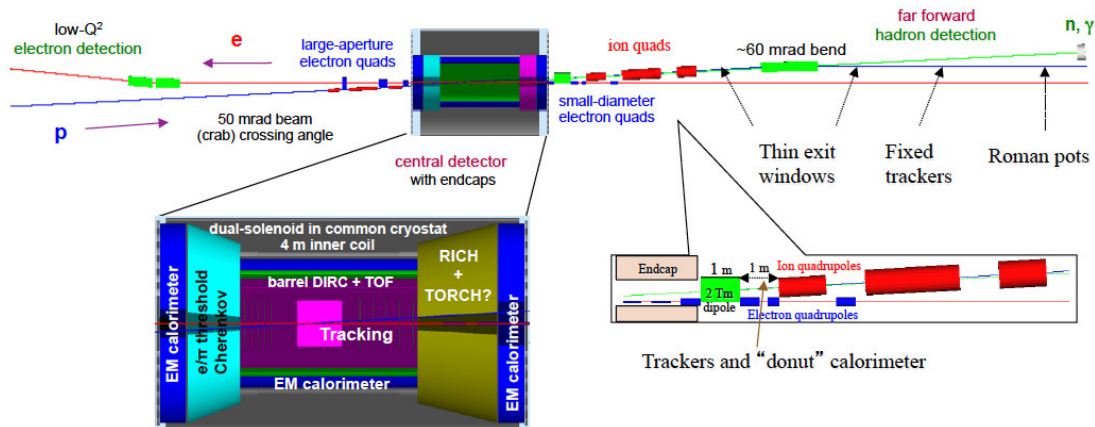 low-Q²
electron detection
e
large-aperture
electron quads
p
50 mrad beam
(crab) crossing angle
central detector
with endcaps
ion quads
small-diameter
electron quads
~60 mrad bend
far forward
hadron detection
n, γ
Thin exit
windows
Fixed
trackers
Roman pots
dual-solenoid in common cryostat
4 m inner coil
barrel DIRC + TOF
EM calorimeter
e/π threshold
Cherenkov
Tracking
EM calorimeter
RICH
+
TORCH?
EM calorimeter
Endcap
1 m
1 m
Ion quadrupoles
2 Tm
dipole
Electron quadrupoles
Trackers and “donut” calorimeter